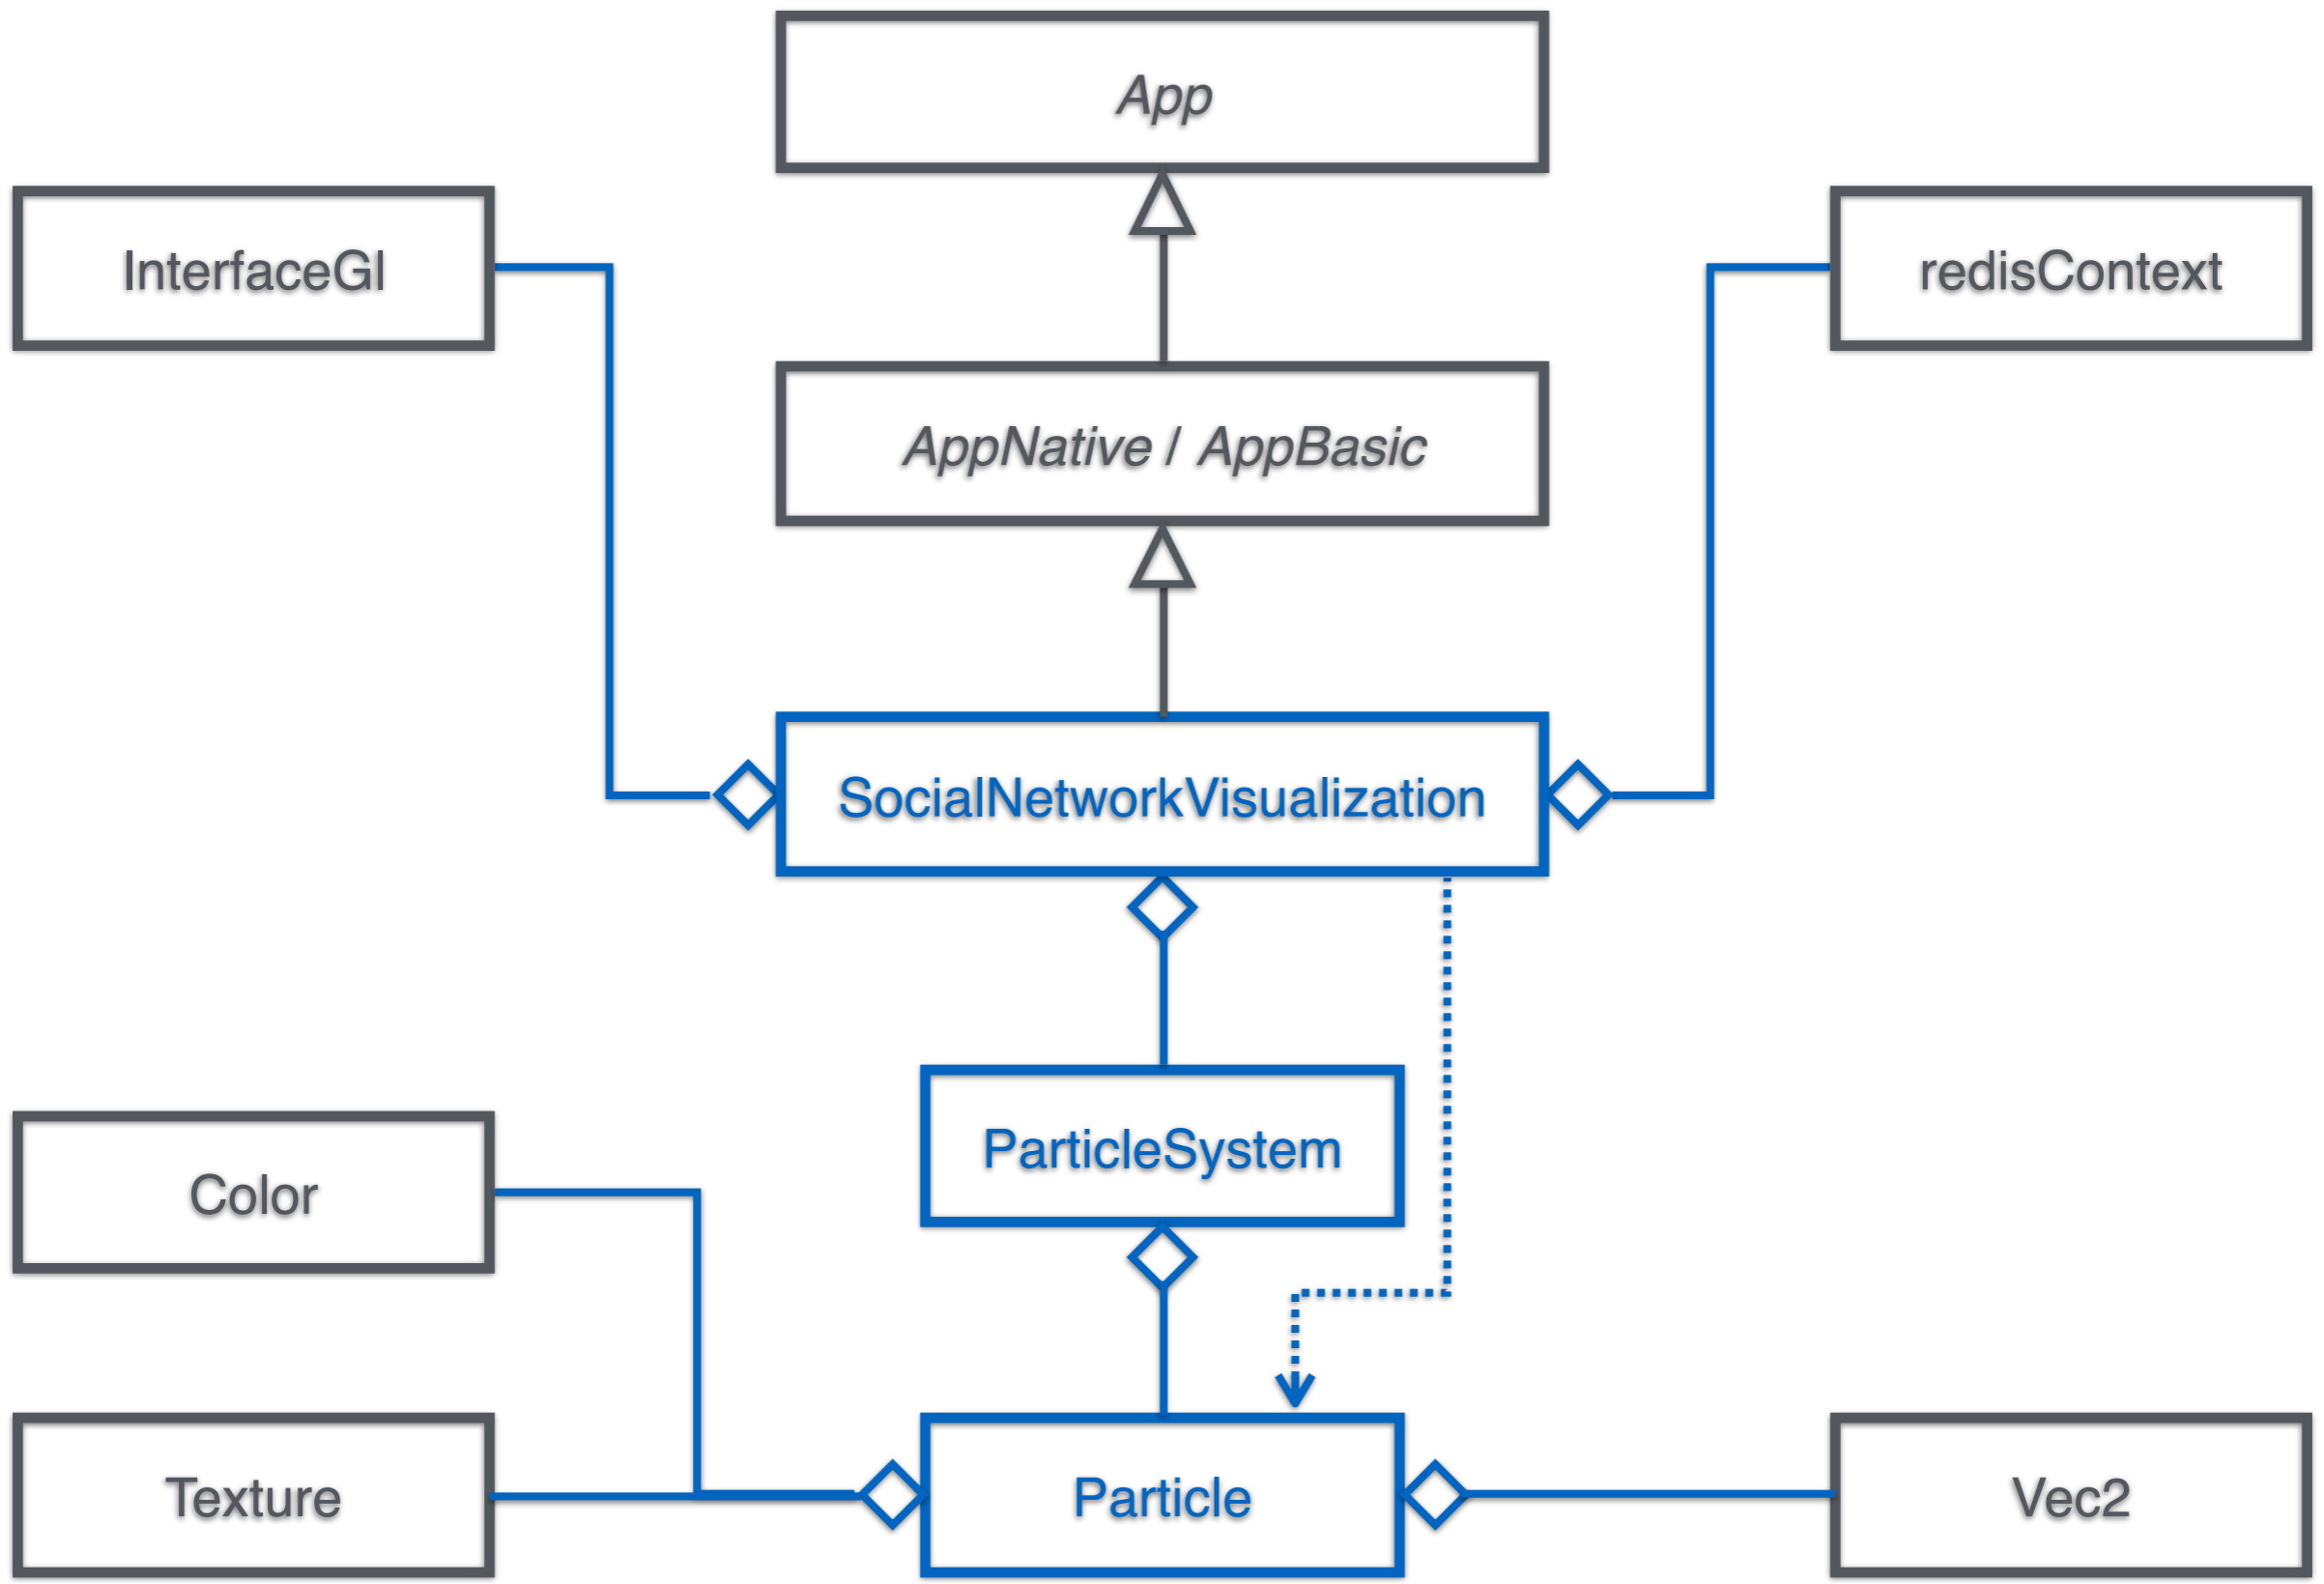 App
InterfaceGl
redisContext
AppNative / AppBasic
SocialNetworkVisualization
ParticleSystem
Color
Texture
Particle
Vec2